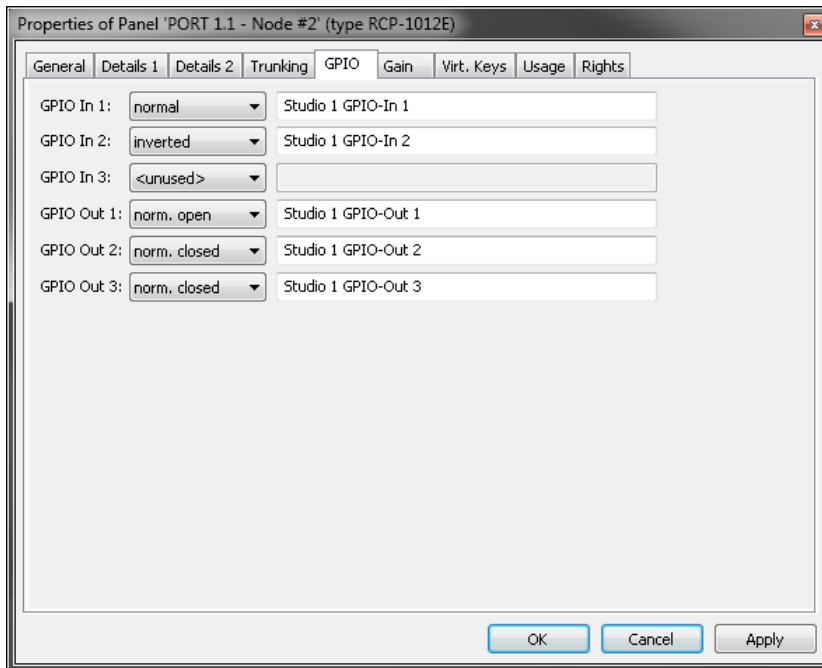 Properties of Panel 'PORT 1.1 - Node #2' (type RCP-1012E)
General Details 1 Details 2 Trunking GPIO Gain Virt. Keys Usage Rights
GPIO In 1: normal Studio 1 GPIO-In 1
GPIO In 2: inverted Studio 1 GPIO-In 2
GPIO In 3: <unused>
GPIO Out 1: norm. open Studio 1 GPIO-Out 1
GPIO Out 2: norm. closed Studio 1 GPIO-Out 2
GPIO Out 3: norm. closed Studio 1 GPIO-Out 3
OK Cancel Apply